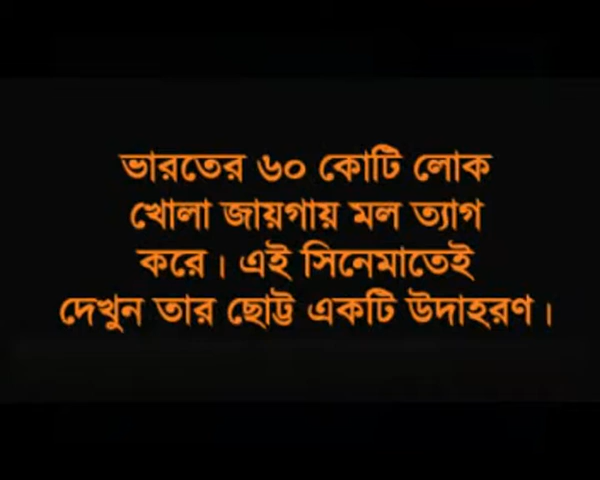 ভারতের ৬০ কোটি লোক
খোলা জায়গায় মল ত্যাগ
করে। এই সিনেমাতেই
দেখুন তার ছোট্ট একটি উদাহরণ।